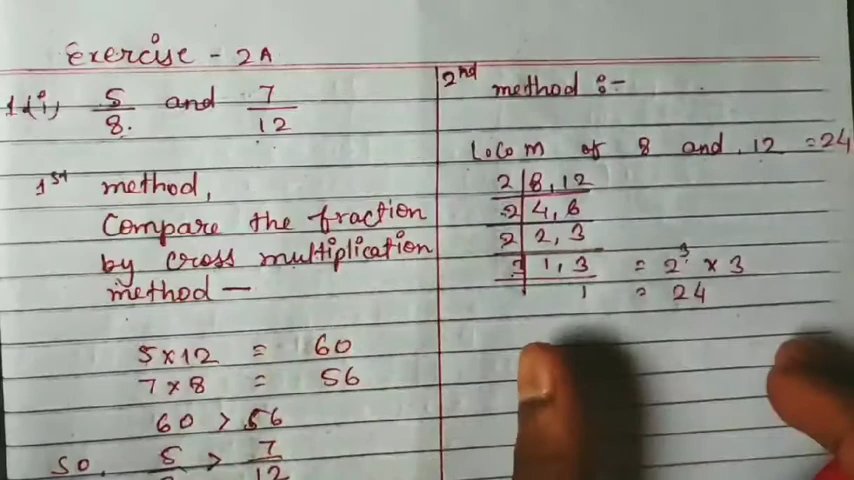 Exercise - 2A
1(i) 5/8 and 7/12
1st method,
Compare the fraction
by cross multiplication
method —
5 x 12 = 60
7 x 8 = 56
60 > 56
So, 5/8 > 7/12
2nd method :-
L.C.M of 8 and 12 = 24
2 | 8, 12
2 | 4, 6
2 | 2, 3
3 | 1, 3 = 2³ x 3
1 = 24